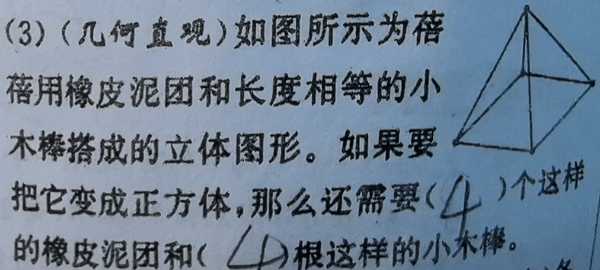 (3)(几何直观)如图所示为蓓
蓓用橡皮泥团和长度相等的小
木棒搭成的立体图形。如果要
把它变成正方体,那么还需要(4)个这样
的橡皮泥团和(4)根这样的小木棒。